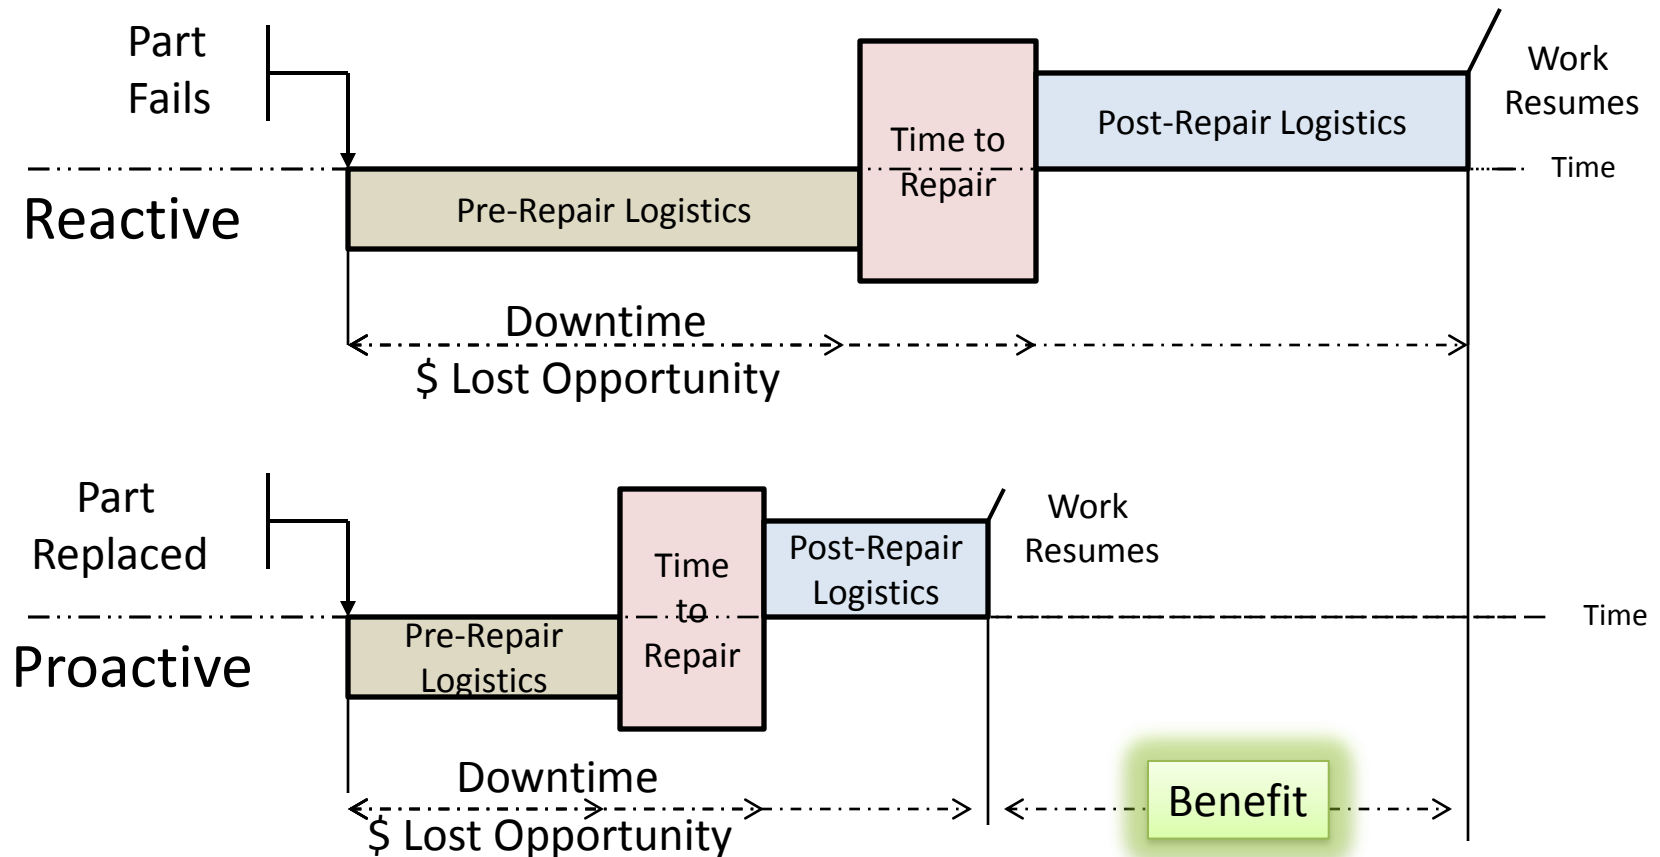 Part
Fails
Work
Resumes
Time to
Repair
Post-Repair Logistics
Time
Reactive
Pre-Repair Logistics
Downtime
$ Lost Opportunity
Part
Replaced
Work
Resumes
Time
to
Repair
Post-Repair
Logistics
Time
Proactive
Pre-Repair
Logistics
Downtime
$ Lost Opportunity
Benefit